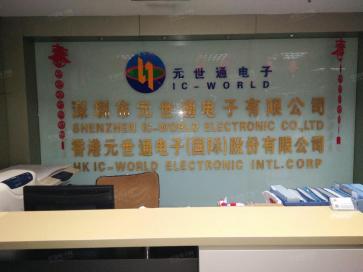 元世通电子
IC-WORLD
深圳市元世通电子有限公司
SHENZHEN IC-WORLD ELECTRONIC CO.,LTD
香港元世通电子(国际)股份有限公司
HK IC-WORLD ELECTRONIC INTL.CORP